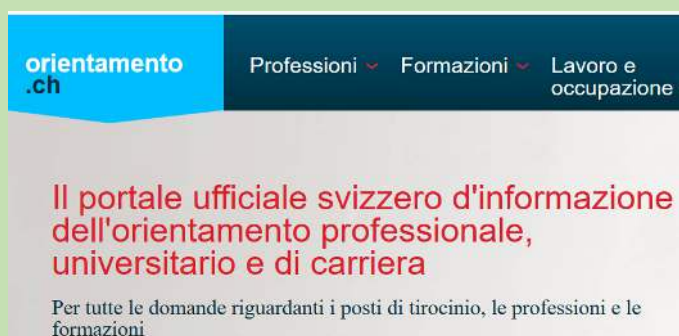 orientamento
.ch
Professioni
Formazioni
Lavoro e
occupazione
Il portale ufficiale svizzero d'informazione
dell'orientamento professionale,
universitario e di carriera
Per tutte le domande riguardanti i posti di tirocinio, le professioni e le
formazioni